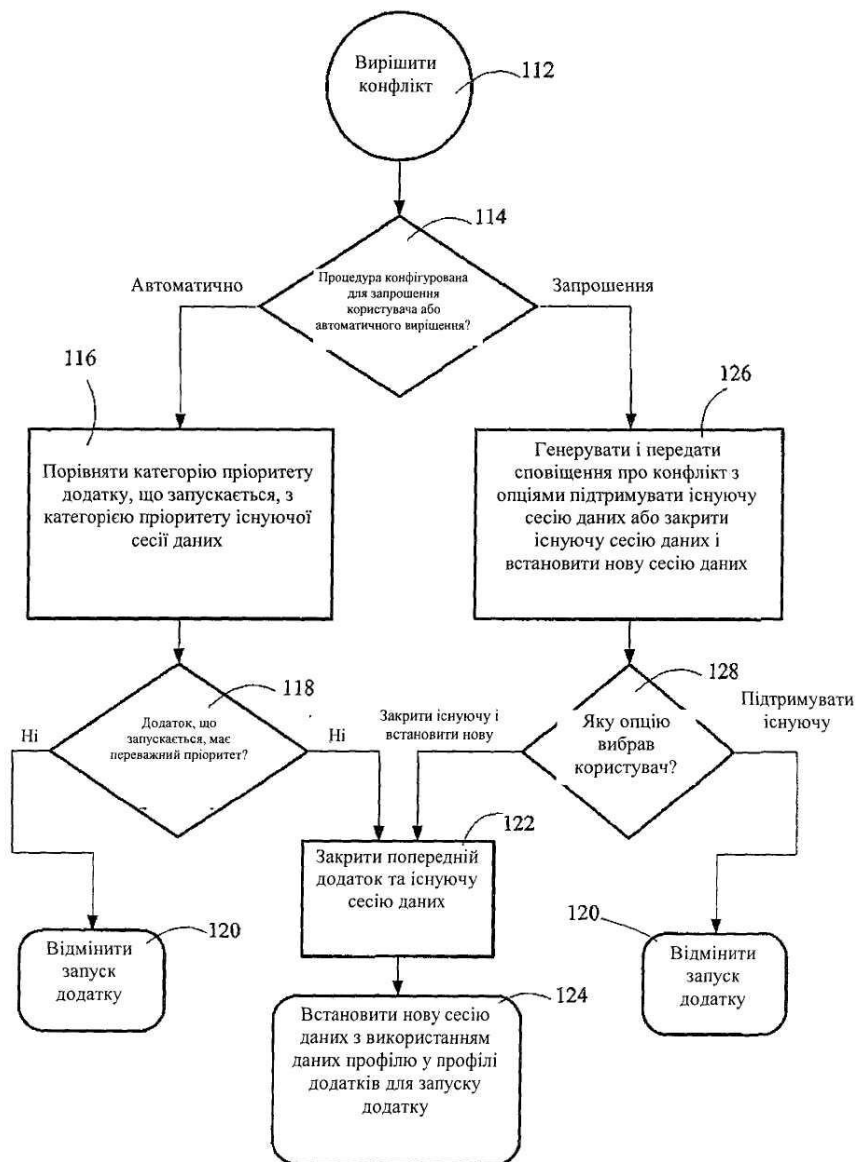 Вирішити
конфлікт
112
114
Процедура конфігурована
для запрошення
користувача або
автоматичного вирішення?
Автоматично
Запрошення
116
Порівняти категорію пріоритету
додатку, що запускається, з
категорією пріоритету існуючої
сесії даних
126
Генерувати і передати
сповіщення про конфлікт з
опціями підтримувати існуючу
сесію даних або закрити
існуючу сесію даних і
встановити нову сесію даних
118
Додаток, що
запускається, має
переважний пріоритет?
Ні
Ні
128
Яку опцію
вибрав
користувач?
Закрити існуючу і
встановити нову
Підтримувати
існуючу
120
Відмінити
запуск
додатку
122
Закрити попередній
додаток та існуючу
сесію даних
120
Відмінити
запуск
додатку
124
Встановити нову сесію
даних з використанням
даних профілю у профілі
додатків для запуску
додатку